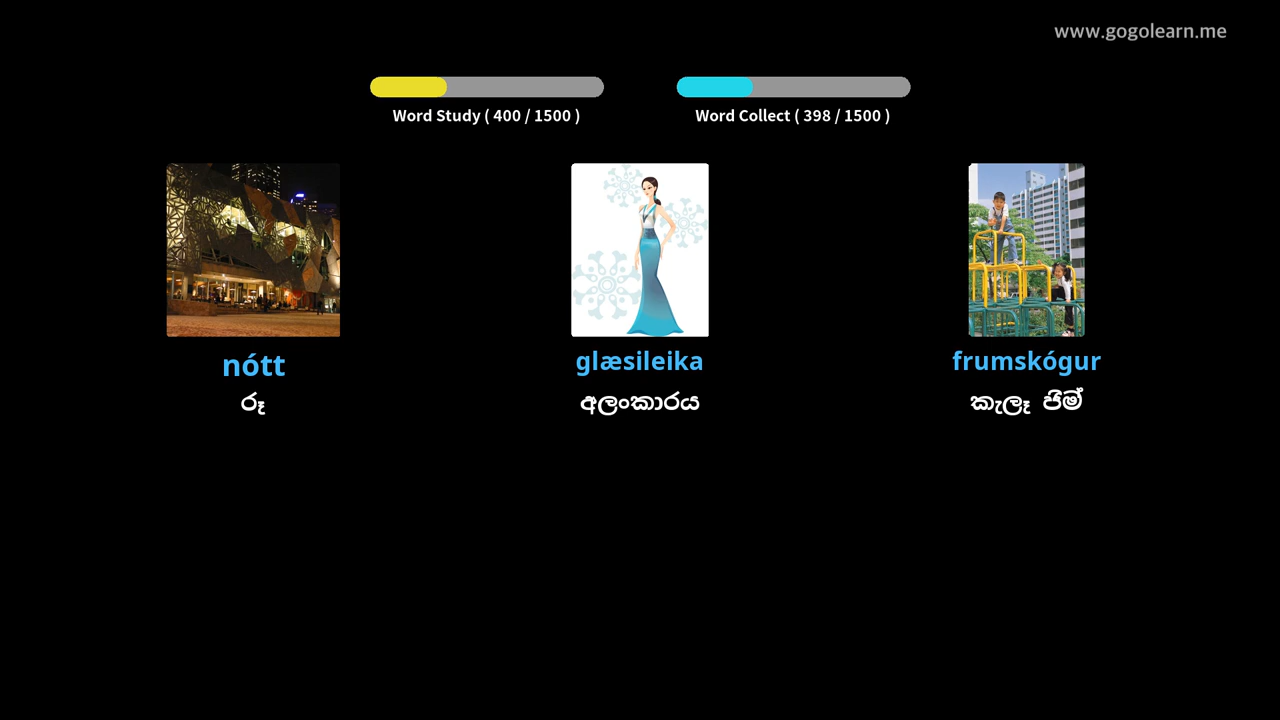 www.gogolearn.me
Word Study ( 400 / 1500 )
Word Collect ( 398 / 1500 )
nótt
glæsileika
frumskógur
රෑ
අලංකාරය
කැලෑ ජිම්